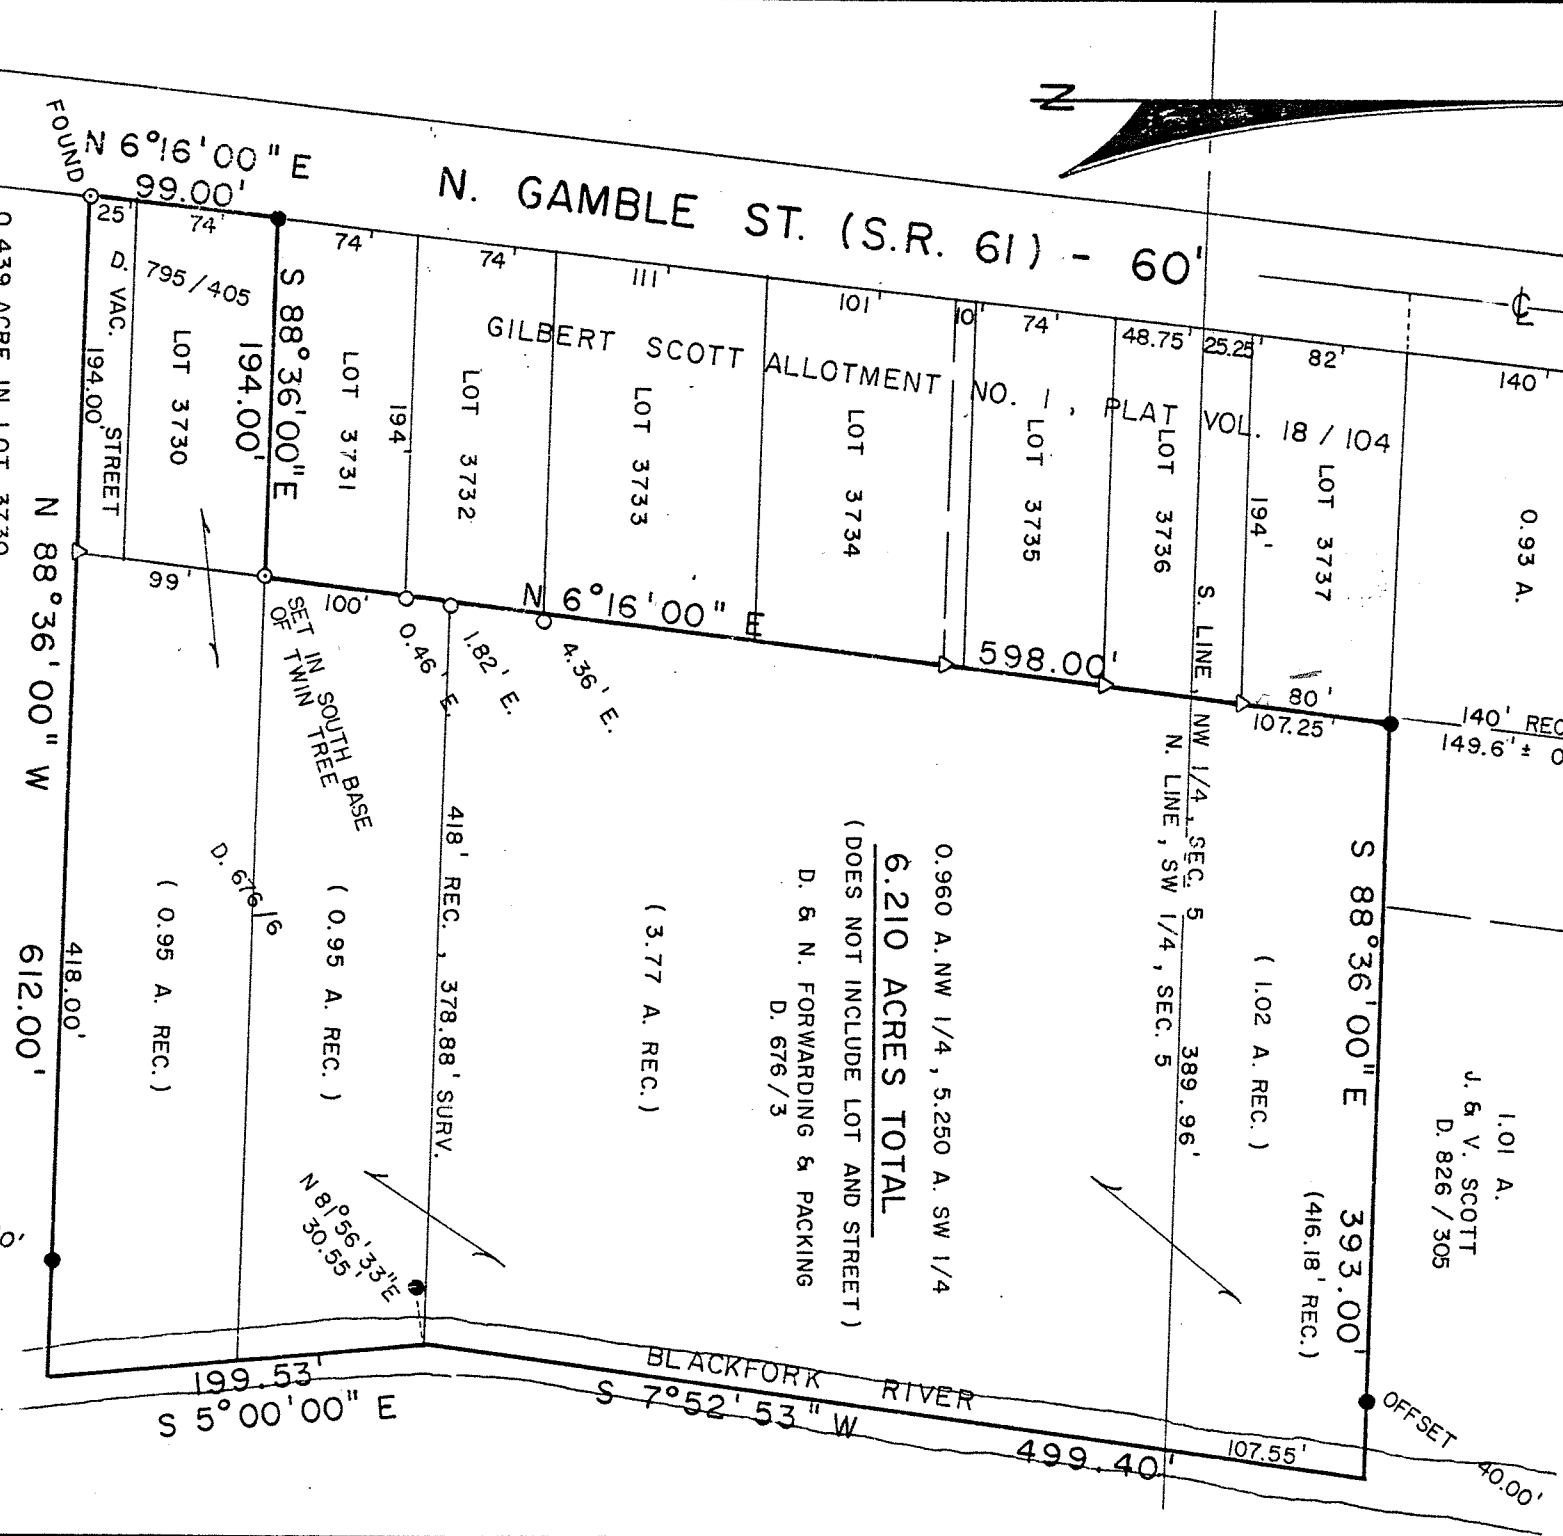 N
FOUND
N 6°16'00" E
99.00'
25'
74'
N. GAMBLE ST. (S.R. 61) - 60'
74'
74'
111'
101'
10'
74'
48.75'
25.25'
82'
140'
℄
GILBERT SCOTT ALLOTMENT NO. 1, PLAT VOL. 18 / 104
0.439 ACRE IN LOT 3730
D. VAC. STREET
194.00'
795 / 405
LOT 3730
S 88°36'00" E
194.00'
LOT 3731
194'
LOT 3732
LOT 3733
LOT 3734
LOT 3735
LOT 3736
194'
LOT 3737
0.93 A.
99'
100'
N 6°16'00" E
598.00'
80'
107.25'
140' REC
149.6'±
SET IN SOUTH BASE
OF TWIN TREE
0.46' E.
1.82' E.
4.36' E.
S. LINE, NW 1/4, SEC. 5
N. LINE, SW 1/4, SEC. 5
389.96'
N 88°36'00" W
612.00'
418.00'
(0.95 A. REC.)
D. 676/6
(0.95 A. REC.)
418' REC., 378.88' SURV.
(3.77 A. REC.)
0.960 A. NW 1/4, 5.250 A. SW 1/4
6.210 ACRES TOTAL
(DOES NOT INCLUDE LOT AND STREET)
D. & N. FORWARDING & PACKING
D. 676/3
(1.02 A. REC.)
S 88°36'00" E
393.00'
(416.18' REC.)
1.01 A.
J. & V. SCOTT
D. 826/305
N 81°56'33" E
30.55'
0'
BLACKFORK RIVER
199.53'
S 5°00'00" E
S 7°52'53" W
499.40'
107.55'
OFFSET
40.00'